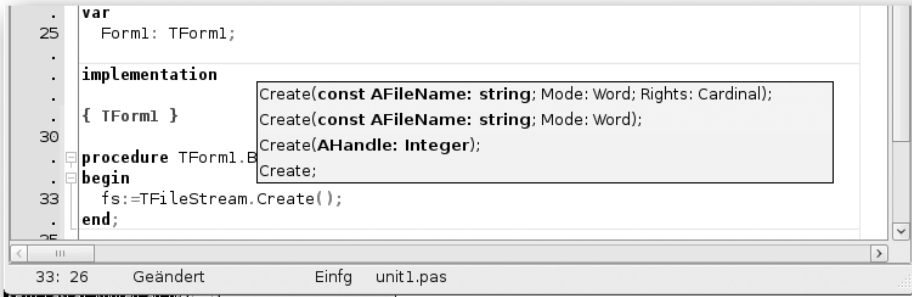 . var
25 Form1: TForm1;
.
. implementation
.
. { TForm1 }
30
. procedure TForm1.B
. begin
33 fs:=TFileStream.Create();
. end;
Create(const AFileName: string; Mode: Word; Rights: Cardinal);
Create(const AFileName: string; Mode: Word);
Create(AHandle: Integer);
Create;
33: 26 Geändert Einfg unit1.pas